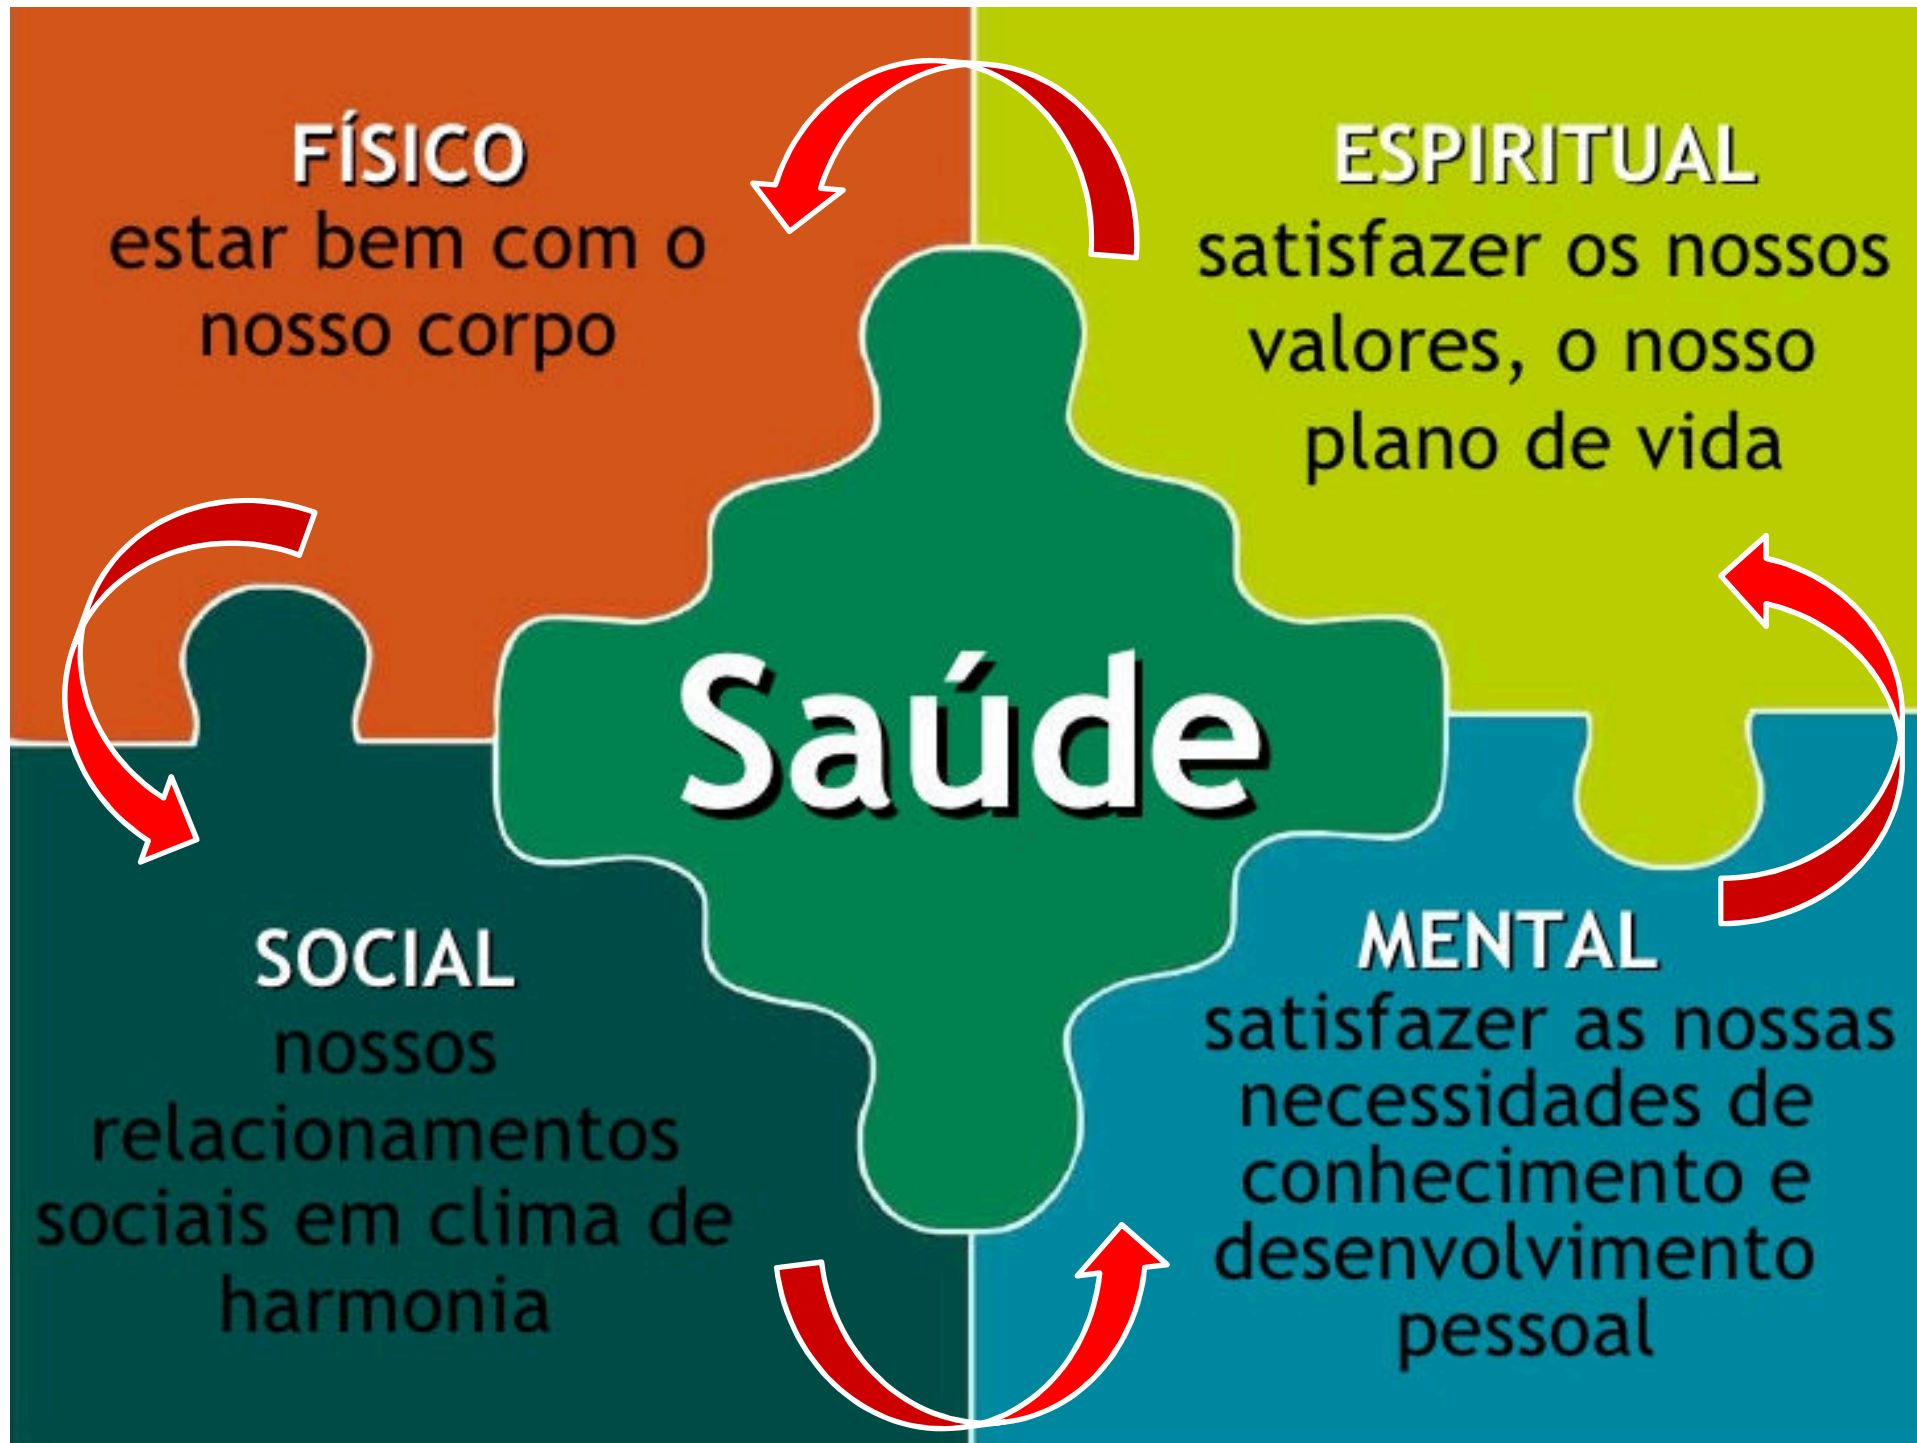 FÍSICO
estar bem com o
nosso corpo
ESPIRITUAL
satisfazer os nossos
valores, o nosso
plano de vida
Saúde
SOCIAL
nossos
relacionamentos
sociais em clima de
harmonia
MENTAL
satisfazer as nossas
necessidades de
conhecimento e
desenvolvimento
pessoal